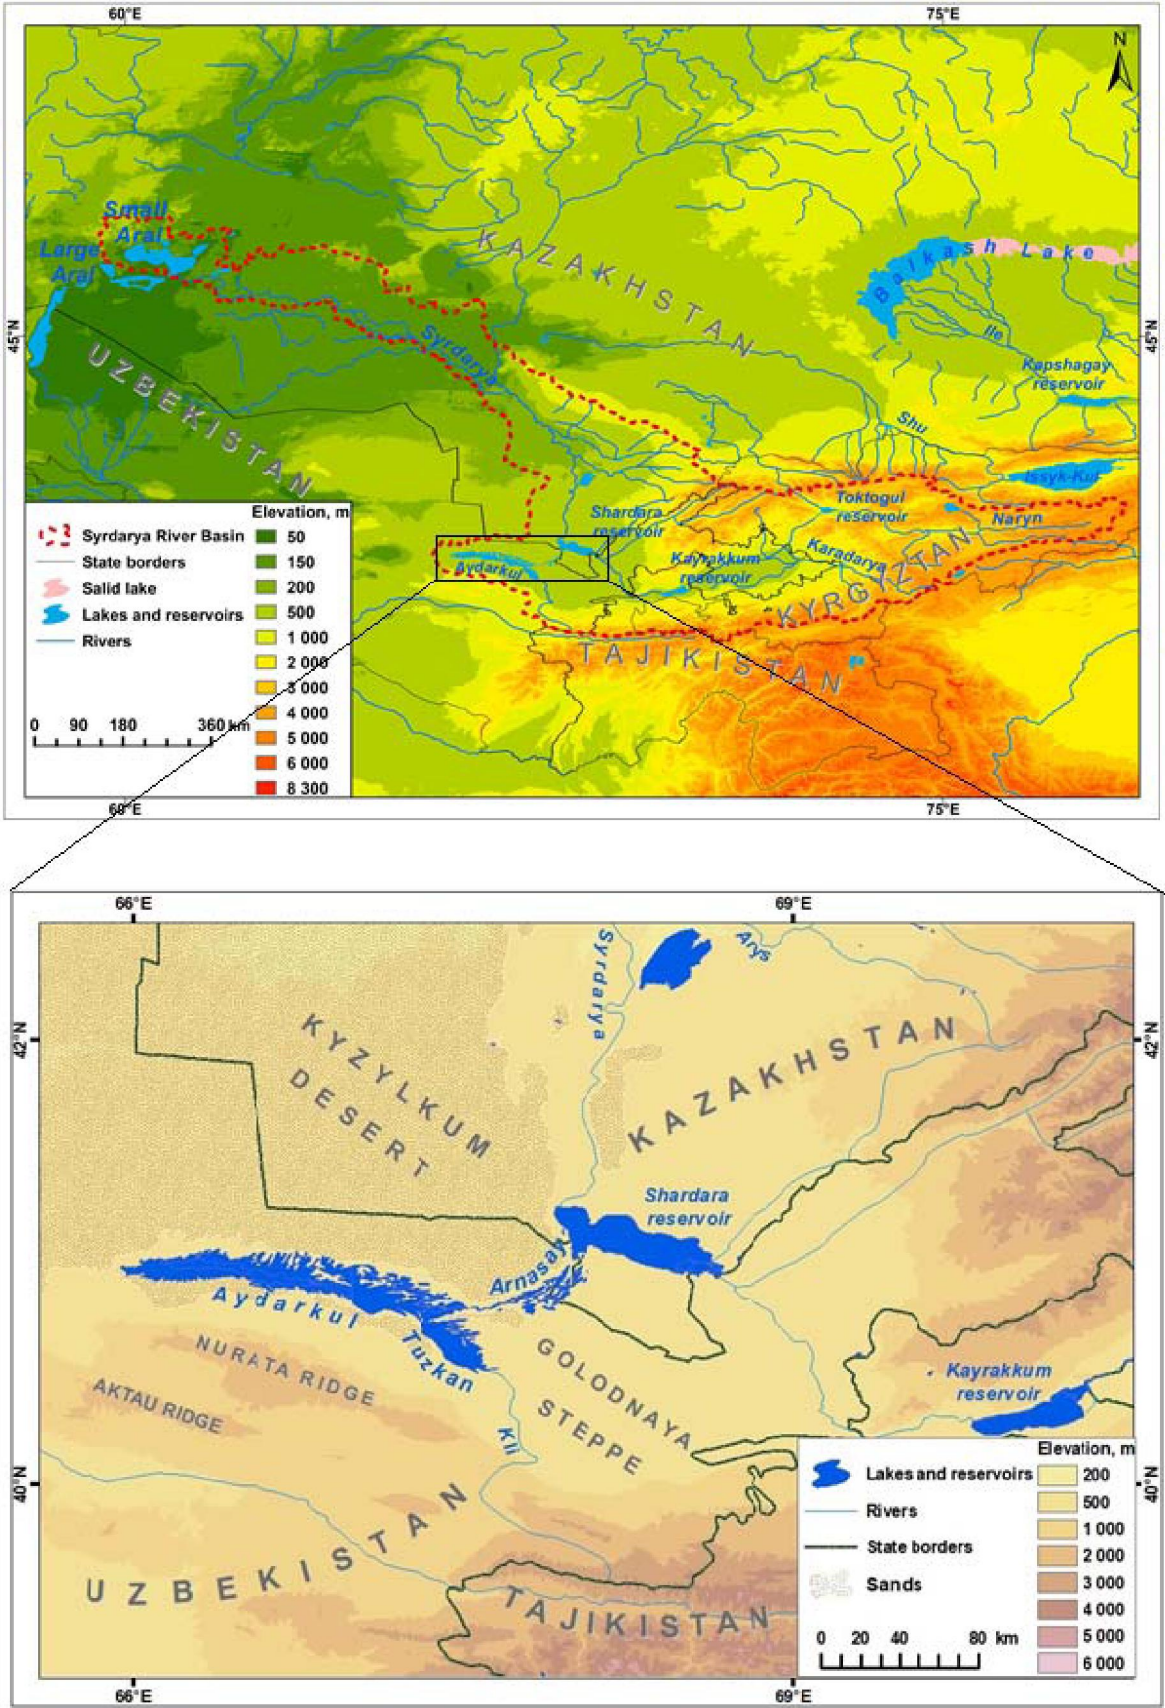 60°E
75°E
N
Small
Aral
Large
Aral
KAZAKHSTAN
Balkash Lake
45°N
45°N
Syrdarya
Ile
UZBEKISTAN
Kapshagay
reservoir
Shu
Issyk-Kul
Toktogul
reservoir
Naryn
Shardara
reservoir
Kayrakkum
reservoir
Karadarya
Aydarkul
KYRGYZTAN
TAJIKISTAN
Syrdarya River Basin
State borders
Salid lake
Lakes and reservoirs
Rivers
0 90 180 360 km
Elevation, m
50
150
200
500
1 000
2 000
3 000
4 000
5 000
6 000
8 300
60°E
75°E
66°E
69°E
Syrdarya
Arys
42°N
42°N
KYZYLKUM
DESERT
KAZAKHSTAN
Shardara
reservoir
Arnasay
Aydarkul
Tuzkan
NURATA RIDGE
AKTAU RIDGE
GOLODNAYA
STEPPE
Kli
Kayrakkum
reservoir
40°N
40°N
UZBEKISTAN
TAJIKISTAN
Lakes and reservoirs
Rivers
State borders
Sands
0 20 40 80 km
Elevation, m
200
500
1 000
2 000
3 000
4 000
5 000
6 000
66°E
69°E